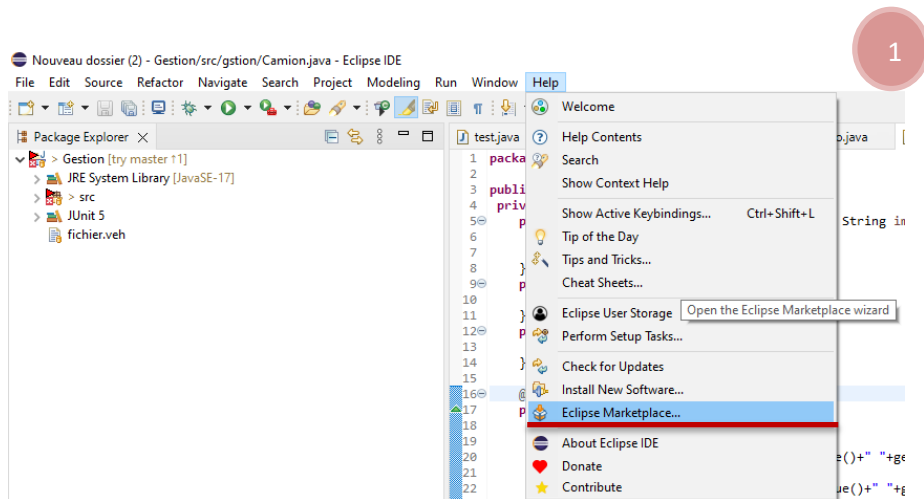 1
Nouveau dossier (2) - Gestion/src/gstion/Camion.java - Eclipse IDE
File Edit Source Refactor Navigate Search Project Modeling Run Window Help
Package Explorer
> Gestion [try master ↑1]
JRE System Library [JavaSE-17]
> src
JUnit 5
fichier.veh
test.java
.java
1 packa
2
3 publi
4 priv
5 p String in
6
7
8 }
9 p
10
11 }
12 p
13
14 }
15
16 @
17 p
18
19
20 e()+" "+ge
21
22 ue()+" "+g
Welcome
Help Contents
Search
Show Context Help
Show Active Keybindings... Ctrl+Shift+L
Tip of the Day
Tips and Tricks...
Cheat Sheets...
Eclipse User Storage
Open the Eclipse Marketplace wizard
Perform Setup Tasks...
Check for Updates
Install New Software...
Eclipse Marketplace...
About Eclipse IDE
Donate
Contribute